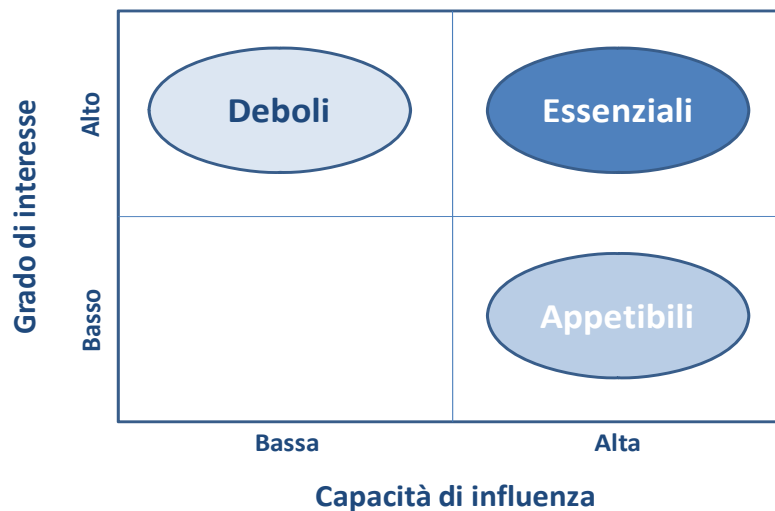 Grado di interesse
Alto
Deboli
Essenziali
Basso
Appetibili
Bassa
Alta
Capacità di influenza